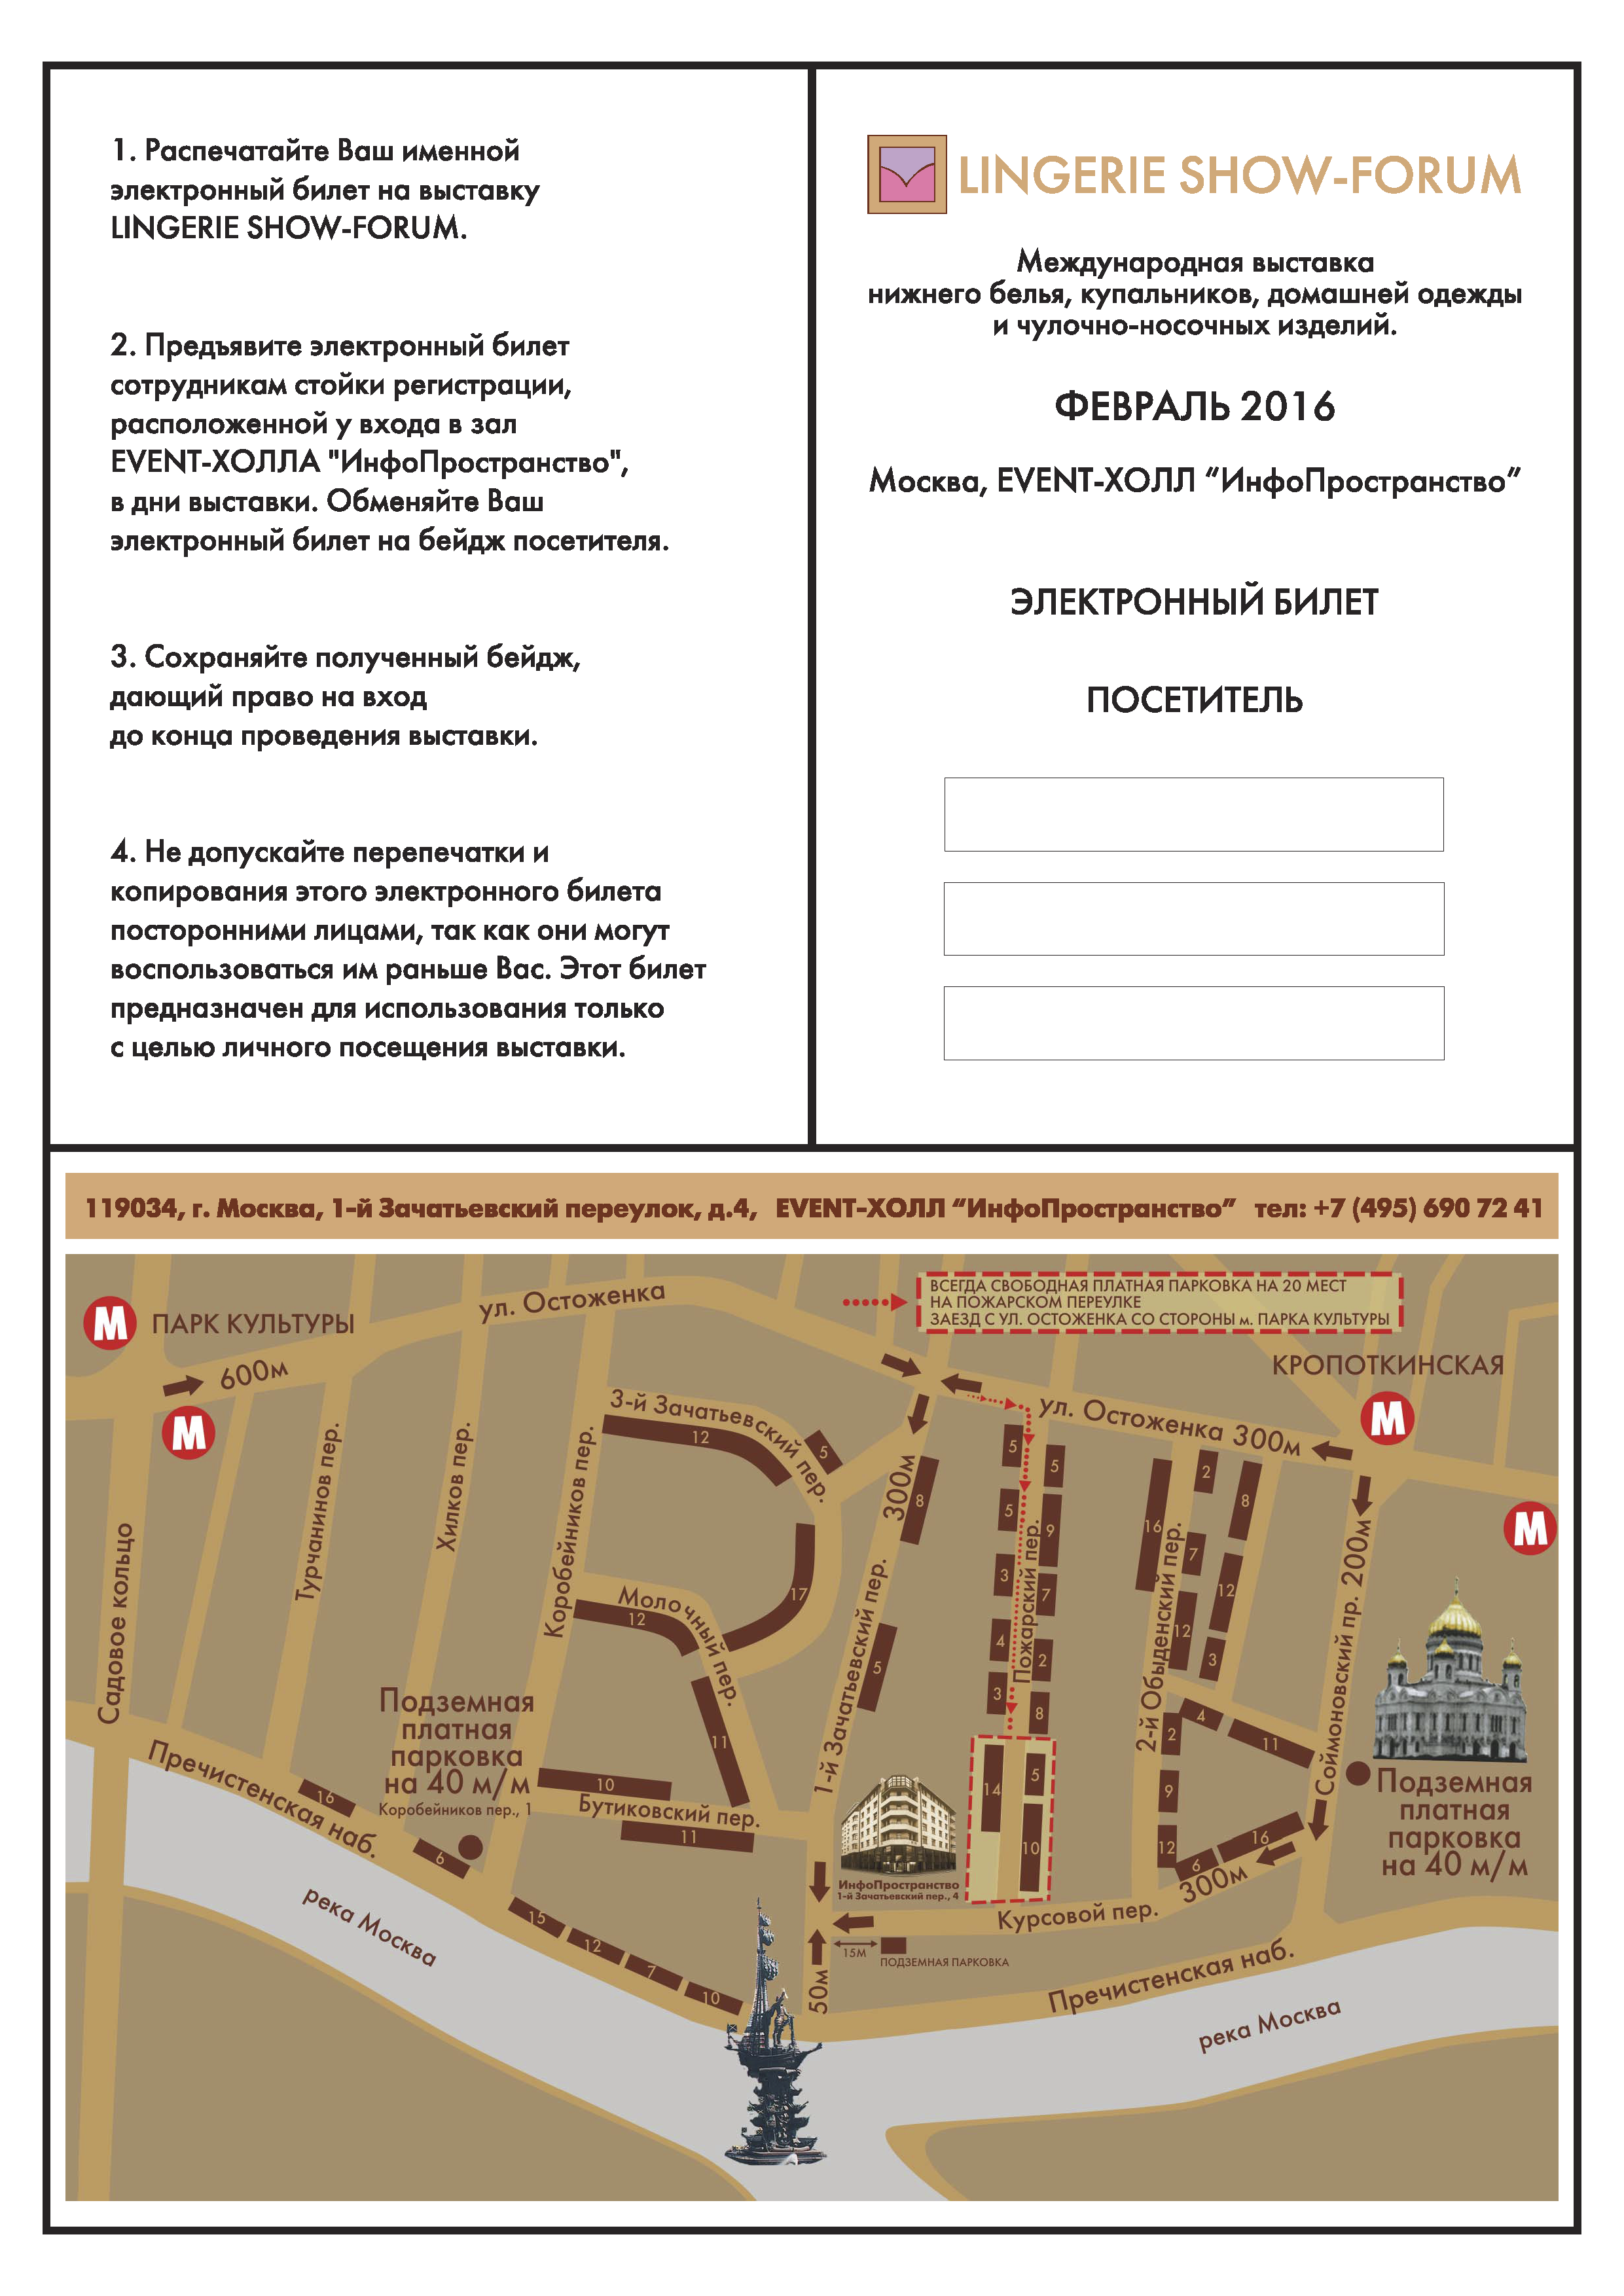 1. Распечатайте Ваш именной
электронный билет на выставку
LINGERIE SHOW-FORUM.
2. Предъявите электронный билет
сотрудникам стойки регистрации,
расположенной у входа в зал
EVENT-ХОЛЛА "ИнфоПространство",
в дни выставки. Обменяйте Ваш
электронный билет на бейдж посетителя.
3. Сохраняйте полученный бейдж,
дающий право на вход
до конца проведения выставки.
4. Не допускайте перепечатки и
копирования этого электронного билета
посторонними лицами, так как они могут
воспользоваться им раньше Вас. Этот билет
предназначен для использования только
с целью личного посещения выставки.
LINGERIE SHOW-FORUM
Международная выставка
нижнего белья, купальников, домашней одежды
и чулочно-носочных изделий.
ФЕВРАЛЬ 2016
Москва, EVENT-ХОЛЛ “ИнфоПространство”
ЭЛЕКТРОННЫЙ БИЛЕТ
ПОСЕТИТЕЛЬ
119034, г. Москва, 1-й Зачатьевский переулок, д.4, EVENT-ХОЛЛ “ИнфоПространство” тел: +7 (495) 690 72 41
ВСЕГДА СВОБОДНАЯ ПЛАТНАЯ ПАРКОВКА НА 20 МЕСТ
НА ПОЖАРСКОМ ПЕРЕУЛКЕ
ЗАЕЗД С УЛ. ОСТОЖЕНКА СО СТОРОНЫ м. ПАРКА КУЛЬТУРЫ
М
ПАРК КУЛЬТУРЫ
ул. Остоженка
600м
М
КРОПОТКИНСКАЯ
М
ул. Остоженка 300м
М
3-й Зачатьевский пер.
12
5
Садовое кольцо
Турчанинов пер.
Хилков пер.
Коробейников пер.
Молочный пер.
12
17
11
300м
8
1-й Зачатьевский пер.
5
5
5
3
4
3
Пожарский пер.
5
9
7
2
8
14
5
10
16
2-й Обыденский пер.
2
7
12
8
12
3
2
9
12
4
11
16
6
Соймоновский пр. 200м
Подземная
платная
парковка
на 40 м/м
Коробейников пер., 1
Подземная
платная
парковка
на 40 м/м
10
Бутиковский пер.
11
Пречистенская наб.
16
6
15
12
7
10
река Москва
ИнфоПространство
1-й Зачатьевский пер., 4
Курсовой пер.
300м
15М
ПОДЗЕМНАЯ ПАРКОВКА
50м
Пречистенская наб.
река Москва